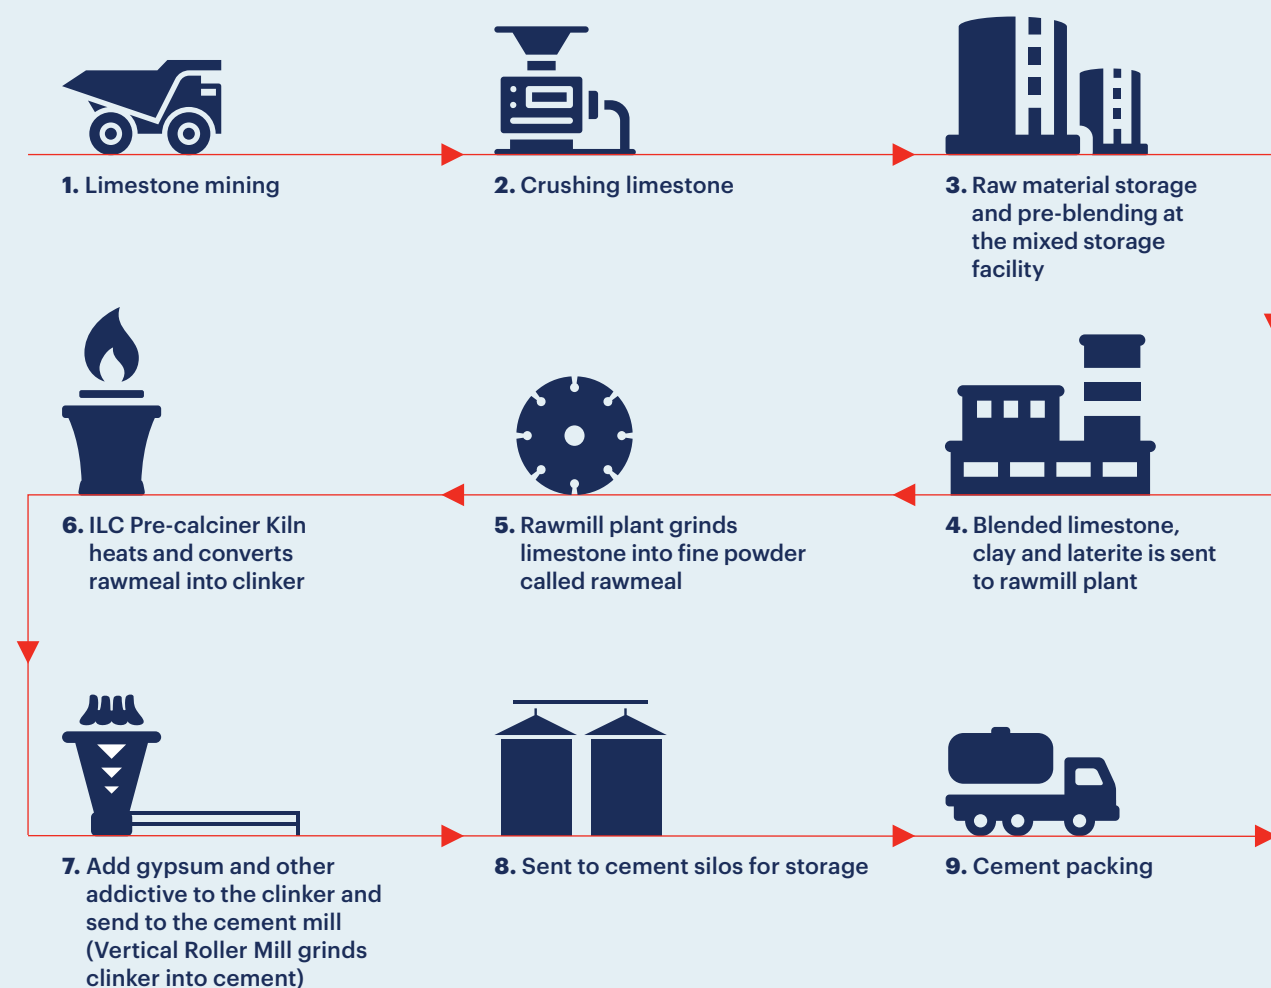 1. Limestone mining
2. Crushing limestone
3. Raw material storage
and pre-blending at
the mixed storage
facility
4. Blended limestone,
clay and laterite is sent
to rawmill plant
5. Rawmill plant grinds
limestone into fine powder
called rawmeal
6. ILC Pre-calciner Kiln
heats and converts
rawmeal into clinker
7. Add gypsum and other
addictive to the clinker and
send to the cement mill
(Vertical Roller Mill grinds
clinker into cement)
8. Sent to cement silos for storage
9. Cement packing